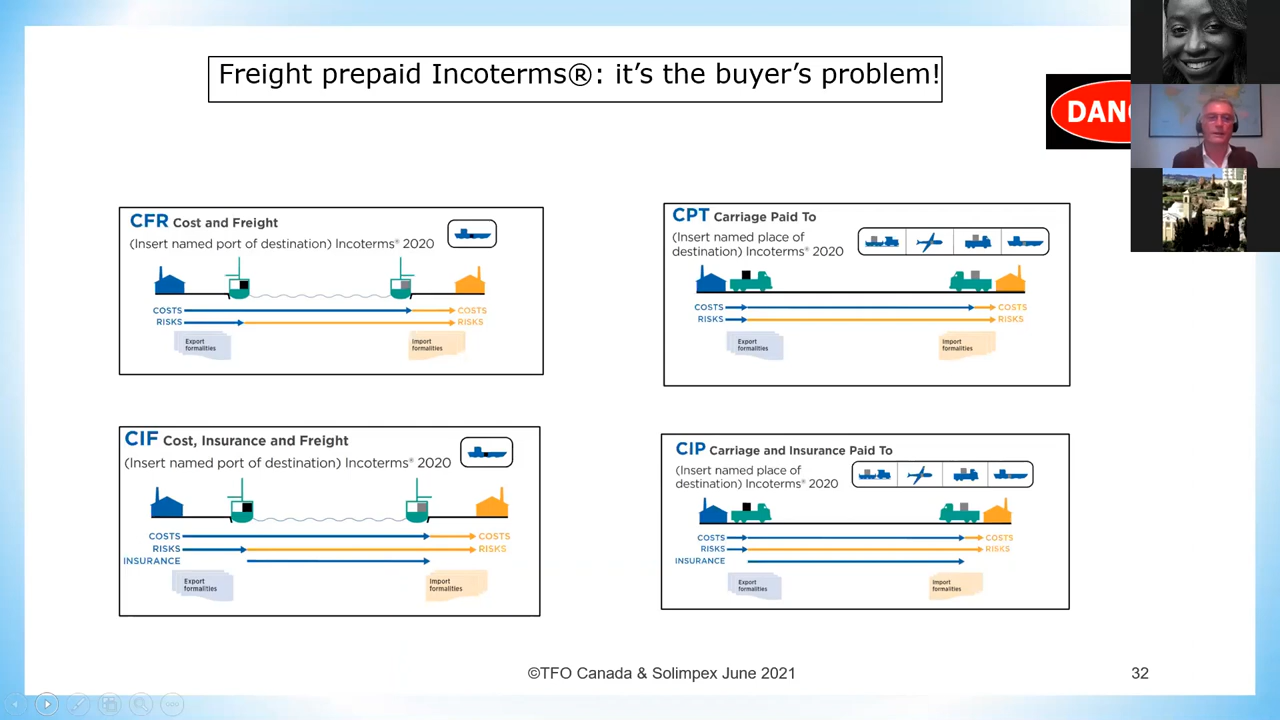 Freight prepaid Incoterms®: it's the buyer's problem!
CFR Cost and Freight
(Insert named port of destination) Incoterms® 2020
COSTS COSTS
RISKS RISKS
Export
formalities
Import
formalities
CPT Carriage Paid To
(Insert named place of
destination) Incoterms® 2020
COSTS COSTS
RISKS RISKS
Export
formalities
Import
formalities
CIF Cost, Insurance and Freight
(Insert named port of destination) Incoterms® 2020
COSTS COSTS
RISKS RISKS
INSURANCE
Export
formalities
Import
formalities
CIP Carriage and Insurance Paid To
(Insert named place of
destination) Incoterms® 2020
COSTS COSTS
RISKS RISKS
INSURANCE
Export
formalities
Import
formalities
©TFO Canada & Solimpex June 2021
32